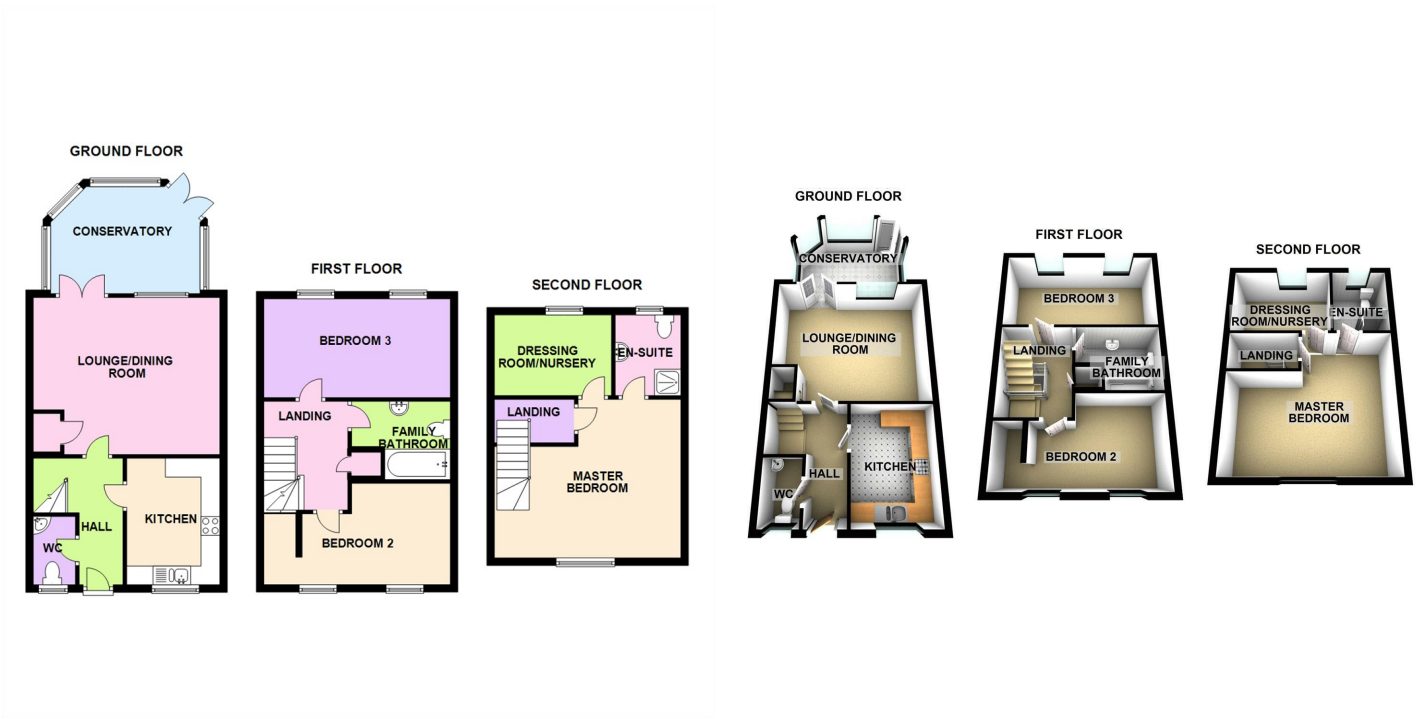 GROUND FLOOR
CONSERVATORY
LOUNGE/DINING
ROOM
HALL
KITCHEN
WC
FIRST FLOOR
BEDROOM 3
LANDING
FAMILY
BATHROOM
BEDROOM 2
SECOND FLOOR
DRESSING
ROOM/NURSERY
EN-SUITE
LANDING
MASTER
BEDROOM
GROUND FLOOR
CONSERVATORY
LOUNGE/DINING
ROOM
KITCHEN
HALL
WC
FIRST FLOOR
BEDROOM 3
LANDING
FAMILY
BATHROOM
BEDROOM 2
SECOND FLOOR
DRESSING
ROOM/NURSERY
EN-SUITE
LANDING
MASTER
BEDROOM